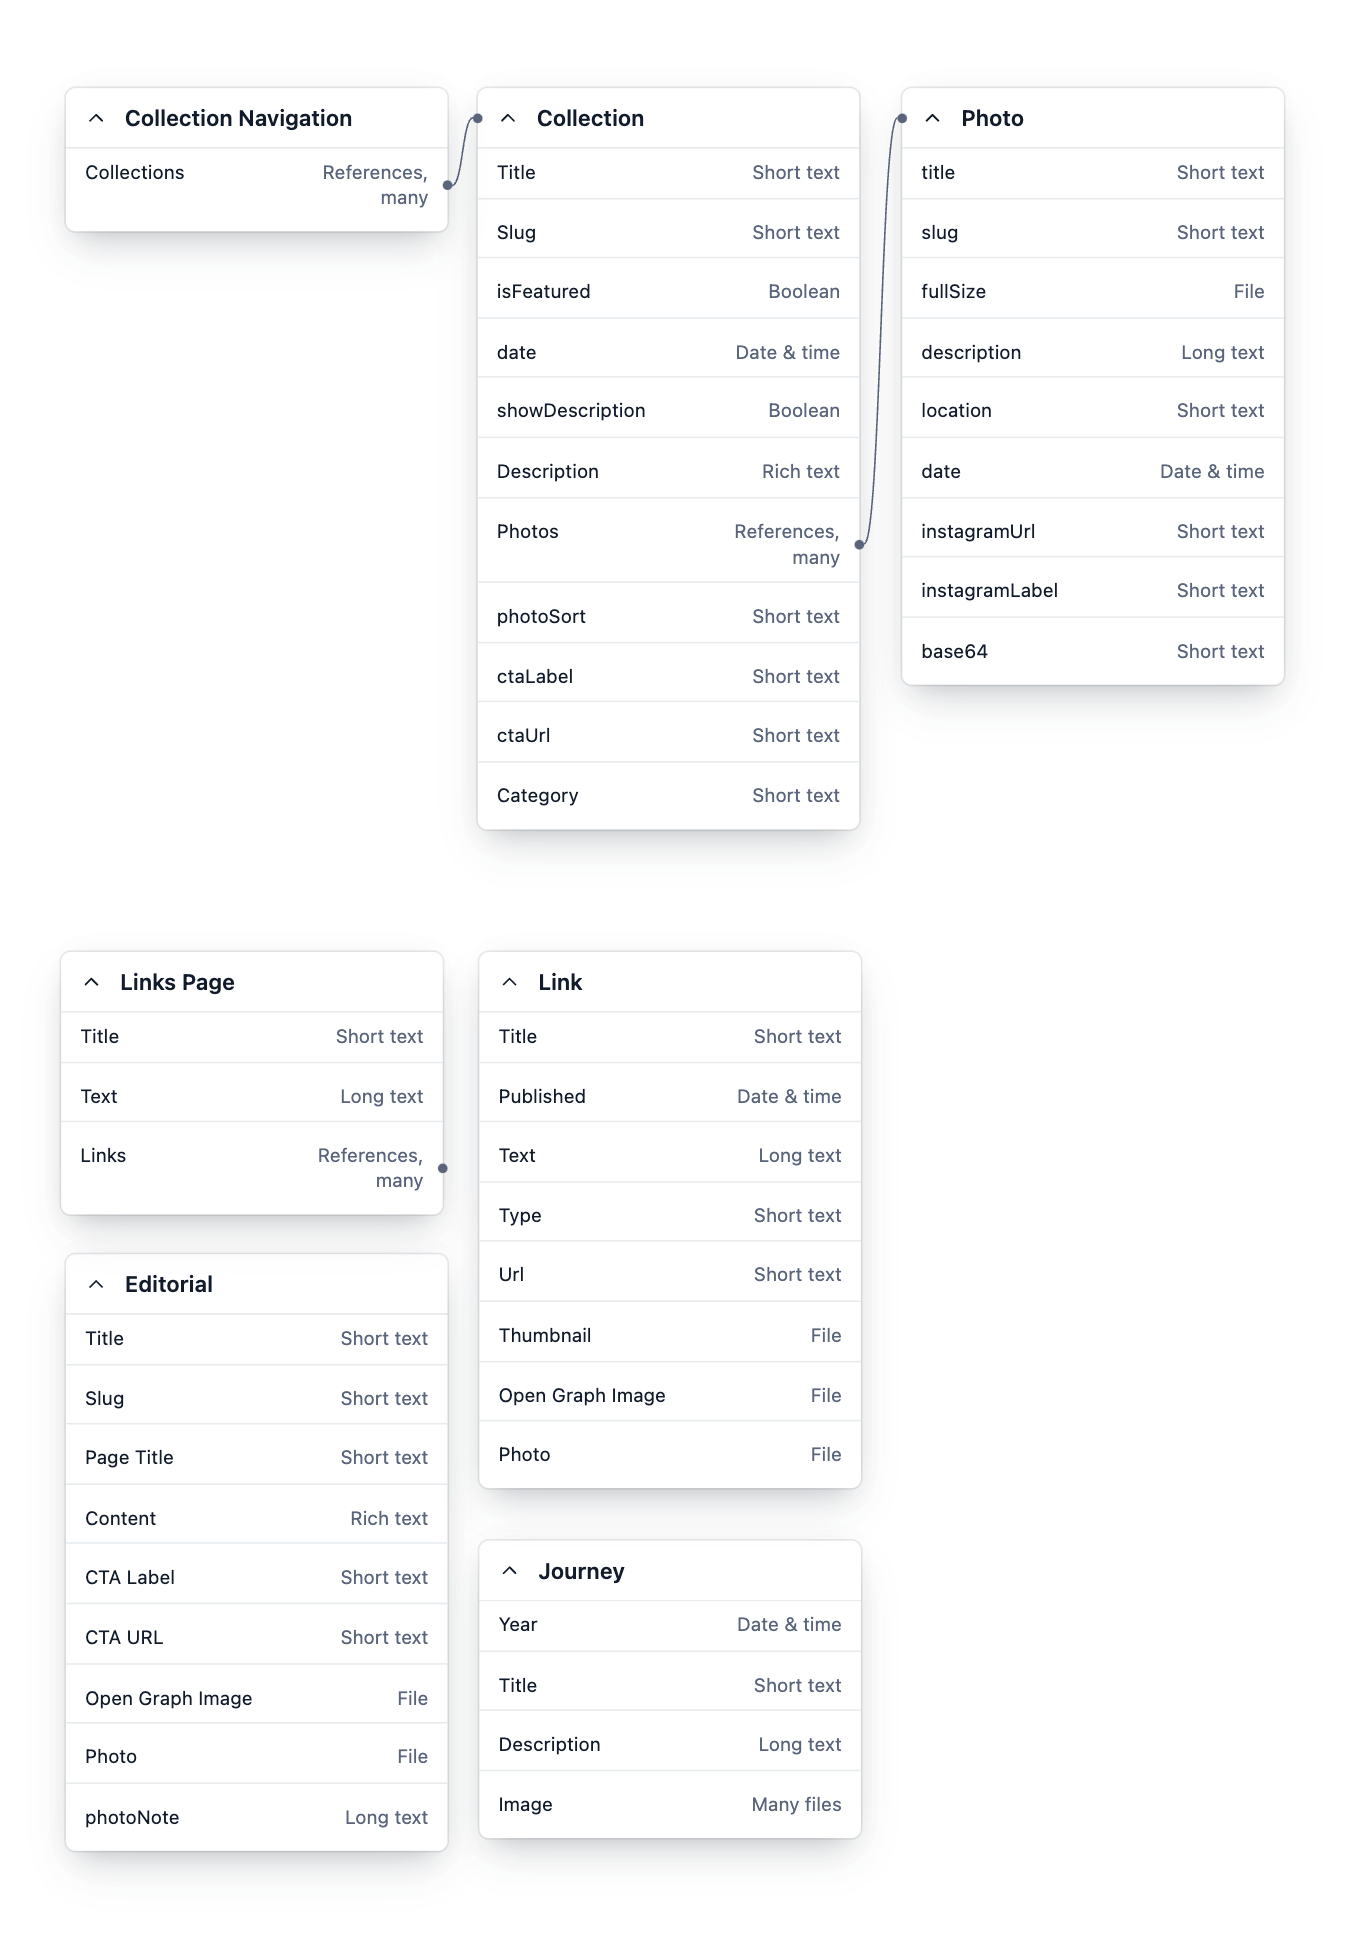 Collection Navigation
Collections References,
many
Collection
Title Short text
Slug Short text
isFeatured Boolean
date Date & time
showDescription Boolean
Description Rich text
Photos References,
many
photoSort Short text
ctaLabel Short text
ctaUrl Short text
Category Short text
Photo
title Short text
slug Short text
fullSize File
description Long text
location Short text
date Date & time
instagramUrl Short text
instagramLabel Short text
base64 Short text
Links Page
Title Short text
Text Long text
Links References,
many
Link
Title Short text
Published Date & time
Text Long text
Type Short text
Url Short text
Thumbnail File
Open Graph Image File
Photo File
Editorial
Title Short text
Slug Short text
Page Title Short text
Content Rich text
CTA Label Short text
CTA URL Short text
Open Graph Image File
Photo File
photoNote Long text
Journey
Year Date & time
Title Short text
Description Long text
Image Many files